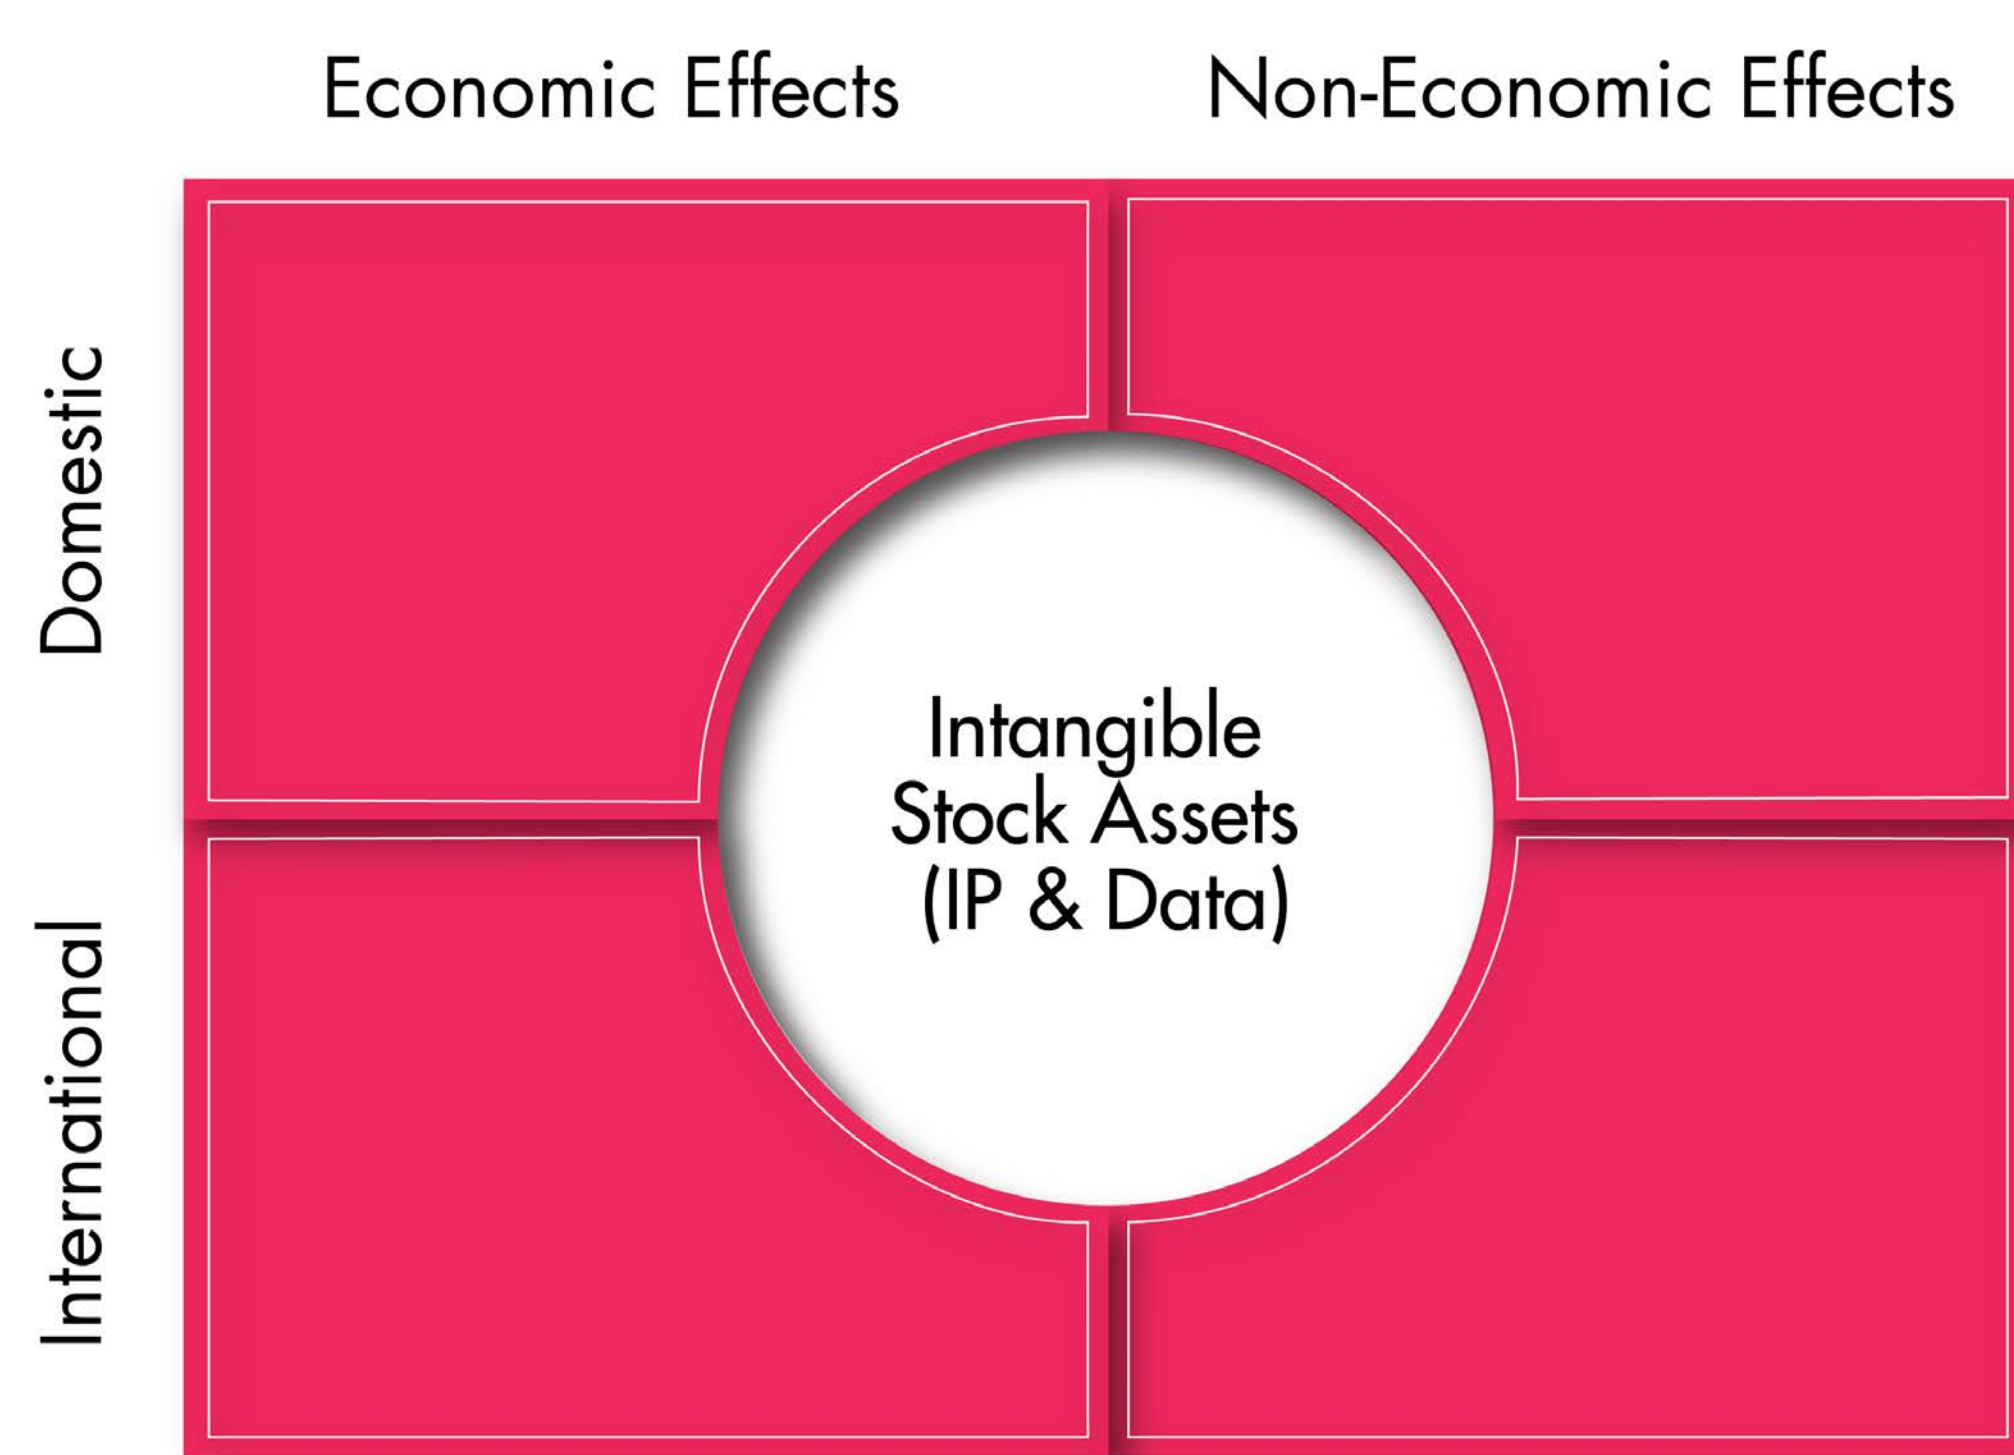 Economic Effects
Non-Economic Effects
Domestic
Intangible
Stock Assets
(IP & Data)
International